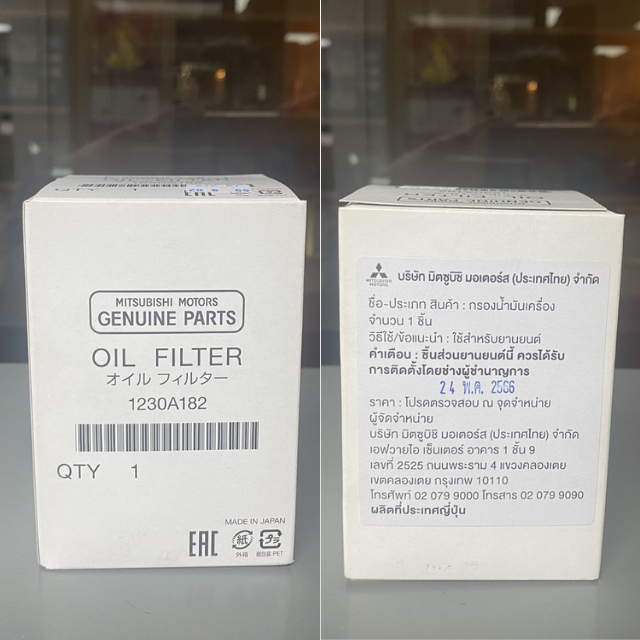 MITSUBISHI MOTORS
GENUINE PARTS
OIL FILTER
オイル フィルター
1230A182
QTY 1
MADE IN JAPAN
EAC
紙
外箱
プラ
個包装:PET
GENUINE PARTS
OIL FILTER
MITSUBISHI
MOTORS
บริษัท มิตซูบิชิ มอเตอร์ส (ประเทศไทย) จำกัด
ชื่อ-ประเภท สินค้า : กรองน้ำมันเครื่อง
จำนวน 1 ชิ้น
วิธีใช้/ข้อแนะนำ : ใช้สำหรับยานยนต์
คำเตือน : ชิ้นส่วนยานยนต์นี้ ควรได้รับ
การติดตั้งโดยช่างผู้ชำนาญการ
24 พ.ค. 2566
ราคา : โปรดตรวจสอบ ณ จุดจำหน่าย
ผู้จัดจำหน่าย
บริษัท มิตซูบิชิ มอเตอร์ส (ประเทศไทย) จำกัด
เอฟวายไอ เซ็นเตอร์ อาคาร 1 ชั้น 9
เลขที่ 2525 ถนนพระราม 4 แขวงคลองเตย
เขตคลองเตย กรุงเทพ 10110
โทรศัพท์ 02 079 9000 โทรสาร 02 079 9090
ผลิตที่ประเทศญี่ปุ่น